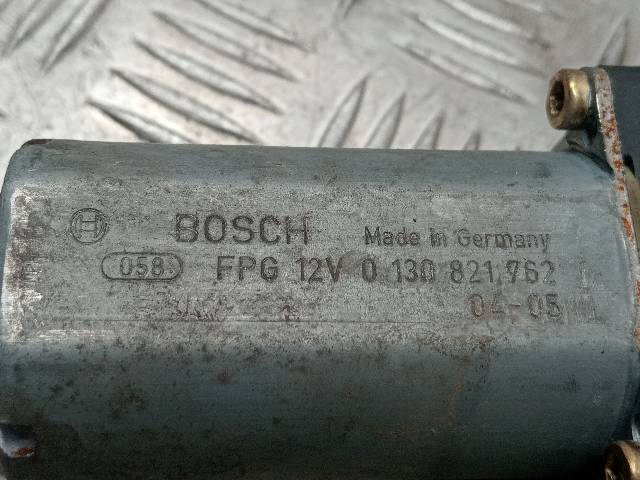 BOSCH Made in Germany
058 FPG 12V 0 130 821 762
04-05